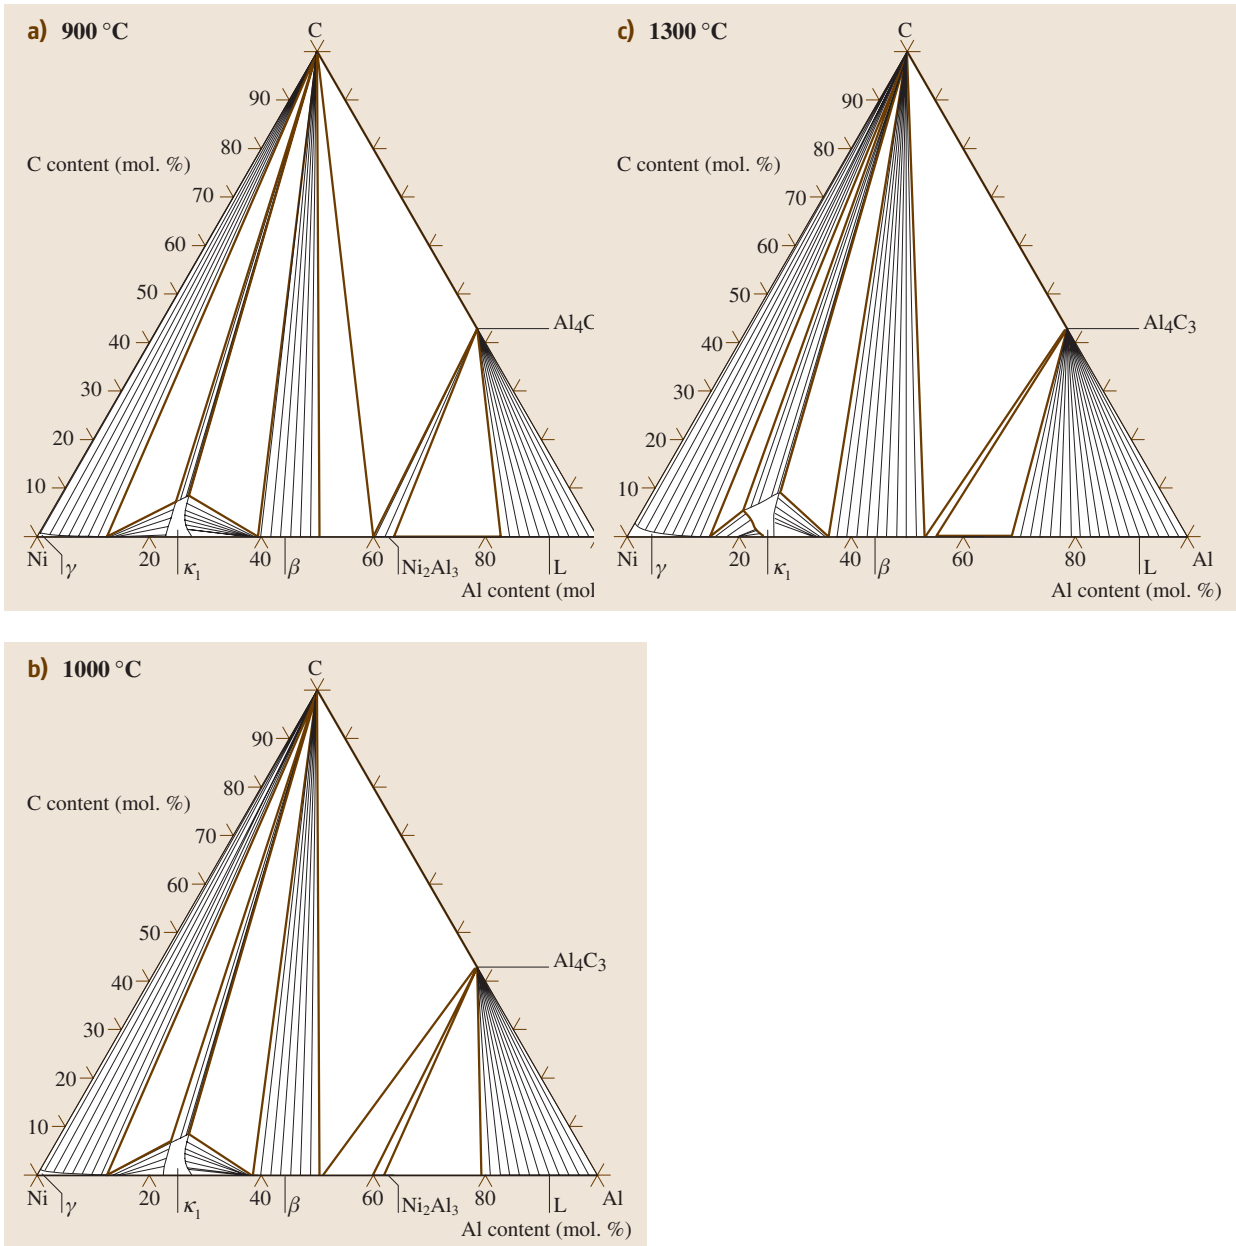 a) 900 °C
C
90
80
C content (mol. %)
70
60
50
Al₄C
40
30
20
10
Ni γ 20 κ₁ 40 β 60 Ni₂Al₃ 80 L
Al content (mol
c) 1300 °C
C
90
80
C content (mol. %)
70
60
50
Al₄C₃
40
30
20
10
Ni γ 20 κ₁ 40 β 60 80 L Al
Al content (mol. %)
b) 1000 °C
C
90
80
C content (mol. %)
70
60
50
Al₄C₃
40
30
20
10
Ni γ 20 κ₁ 40 β 60 Ni₂Al₃ 80 L Al
Al content (mol. %)